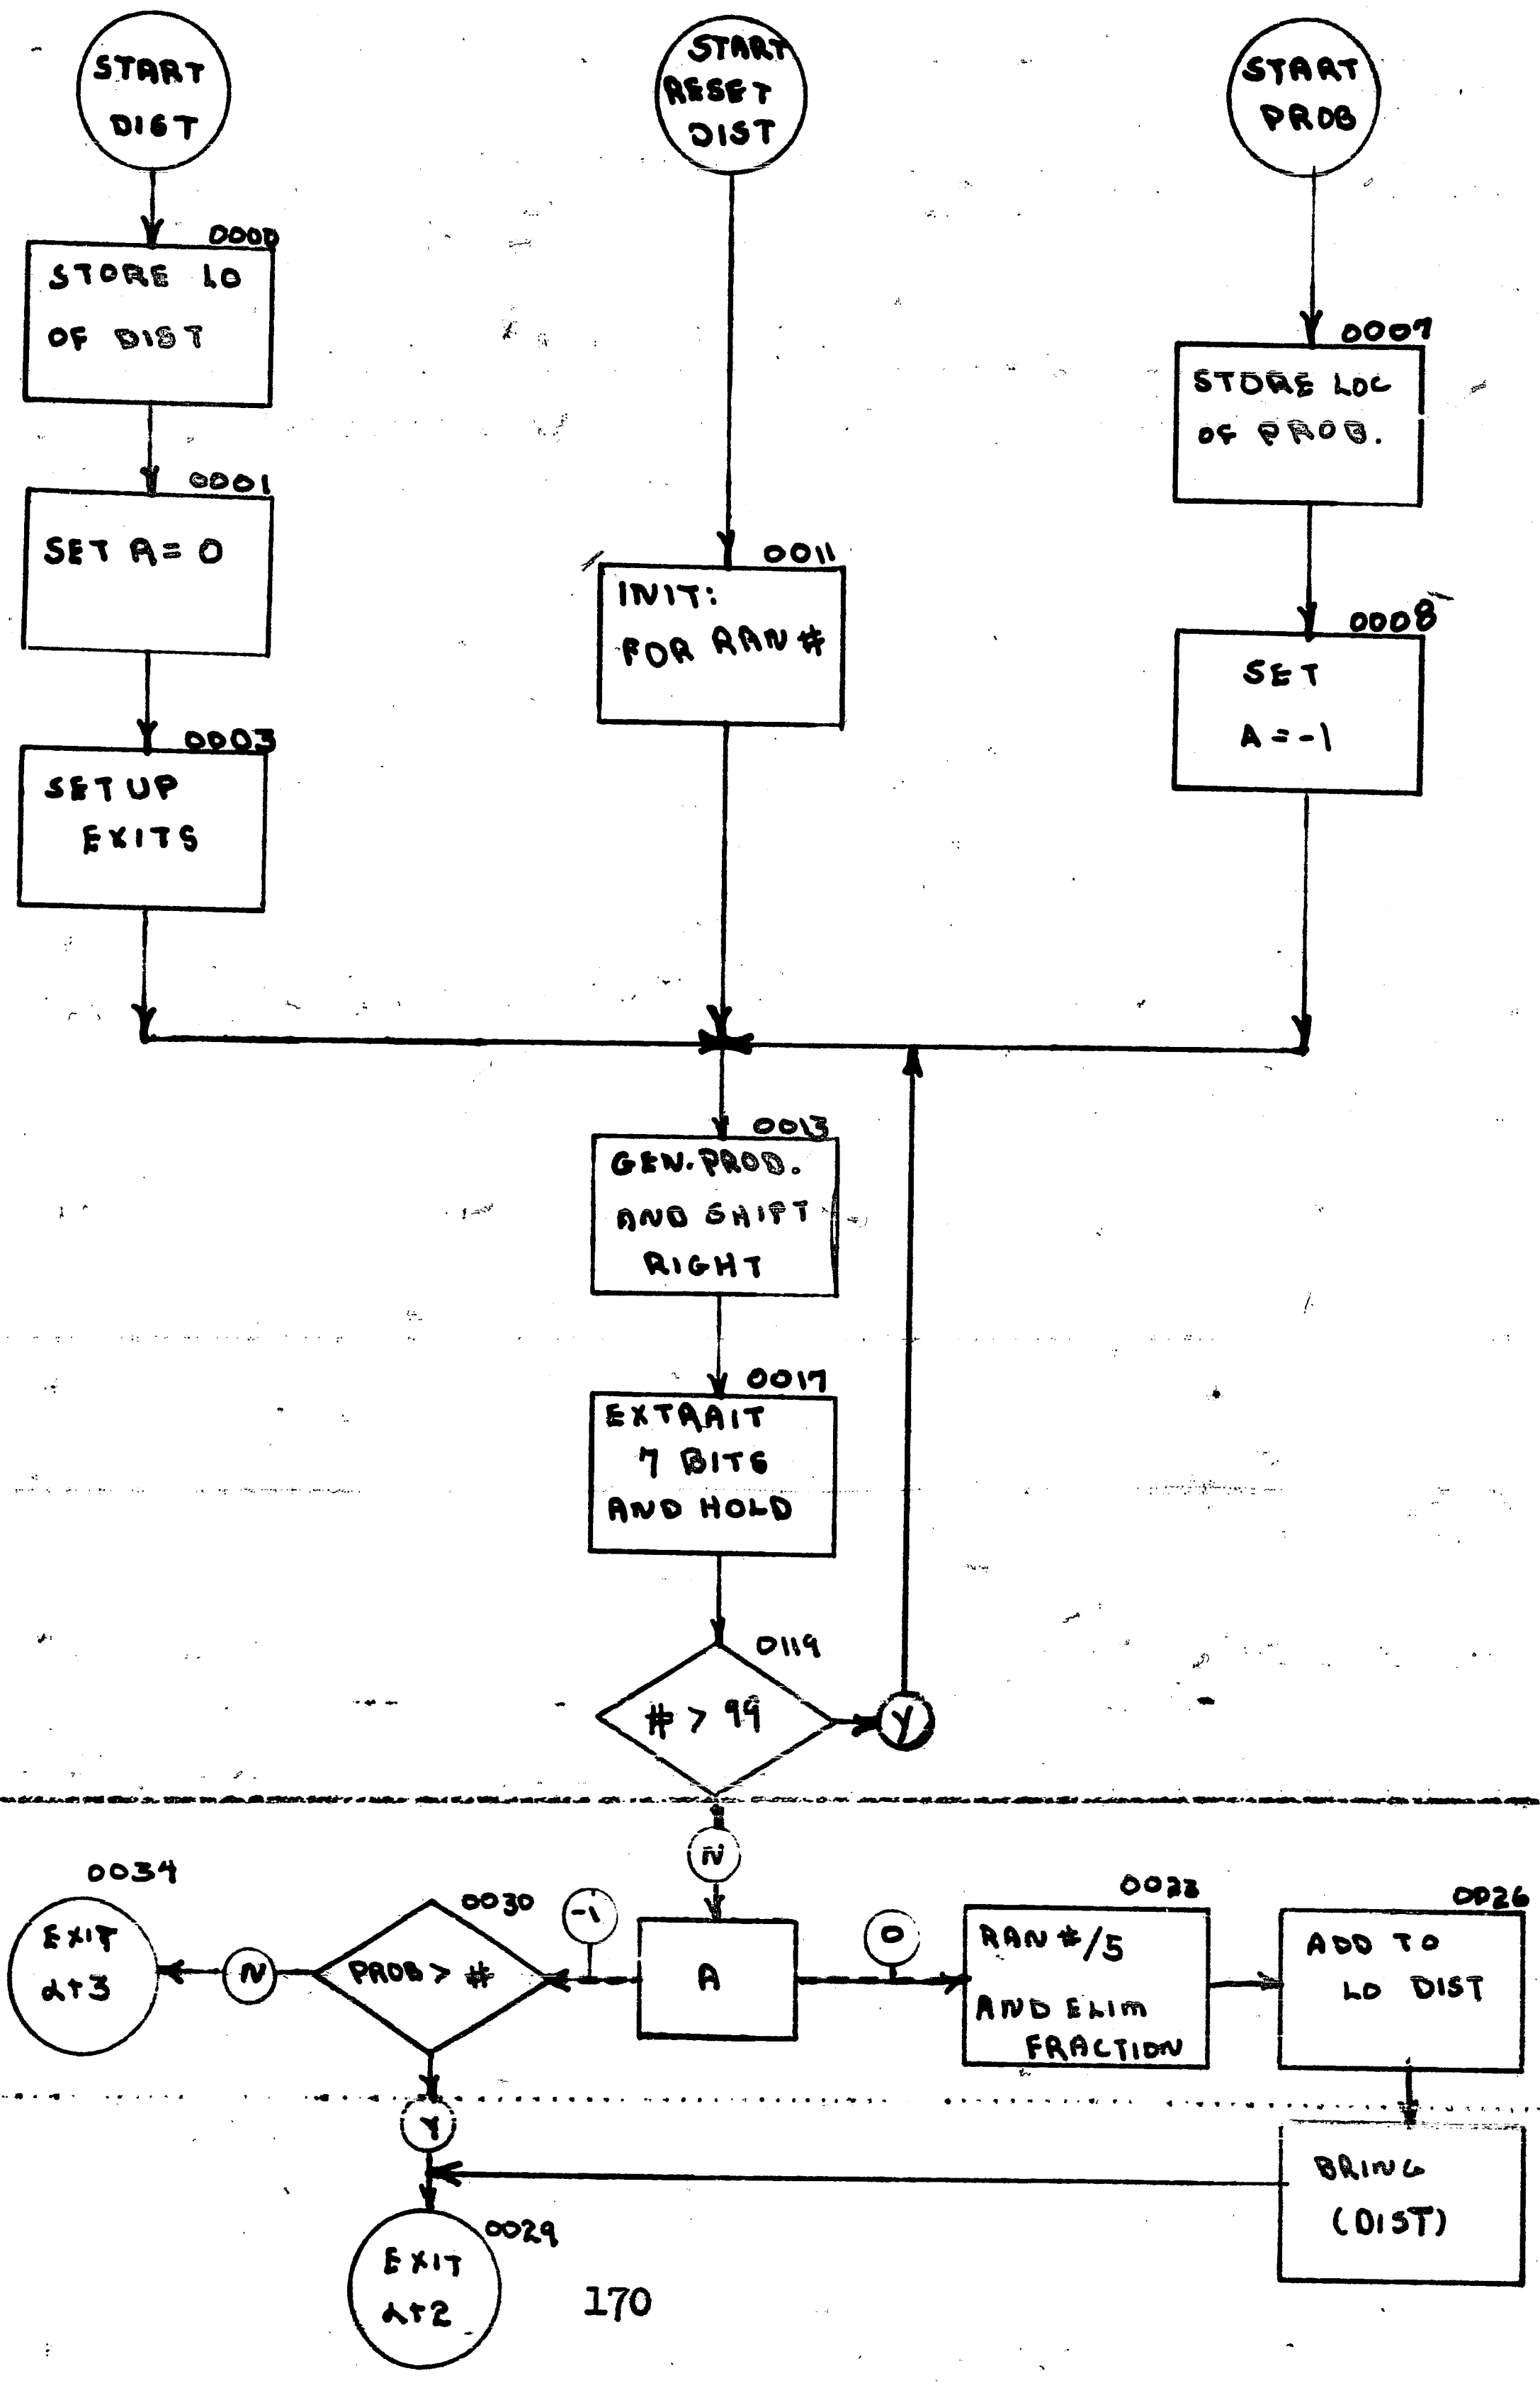 START
DIST
START
RESET
DIST
START
PROB
0000
STORE LO
OF DIST
0007
STORE LOC
OF PROB.
0001
SET A = 0
0011
INIT:
FOR RAN #
0008
SET
A = -1
0003
SET UP
EXITS
0013
GEN. PROD.
AND SHIFT
RIGHT
0017
EXTRAIT
7 BITS
AND HOLD
0119
# > 99
Y
N
0034
EXIT
α+3
N
0030
PROB > #
-1
A
0
0023
RAN #/5
AND ELIM
FRACTION
0026
ADD TO
LO DIST
Y
BRING
(DIST)
0029
EXIT
α+2
170